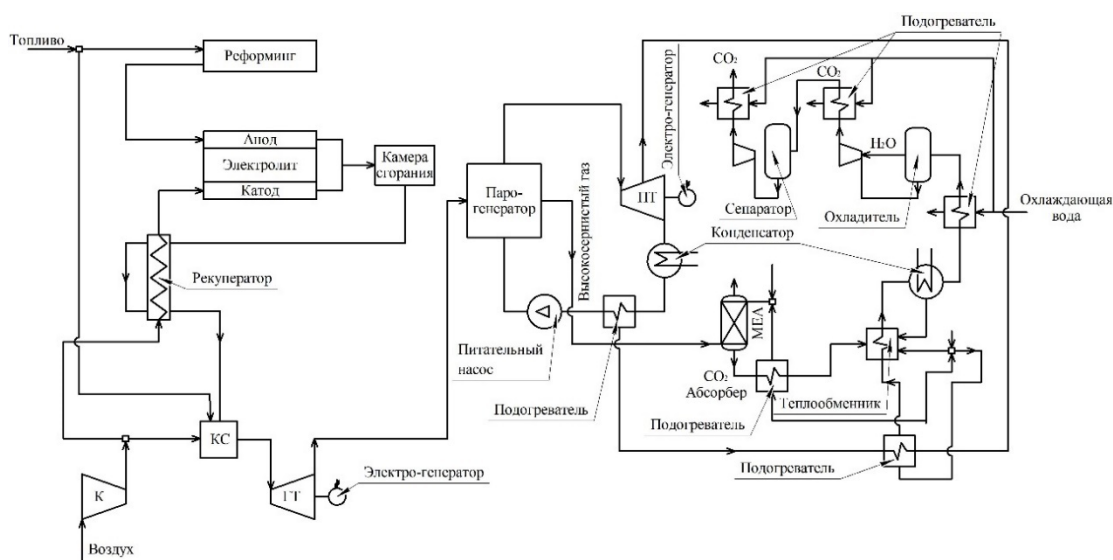 Топливо
Реформинг
Анод
Электролит
Катод
Камера
сгорания
Рекуператор
КС
К
Воздух
ГТ
Электро-генератор
Паро-
генератор
Высокосернистый газ
ПТ
Электро-генератор
Питательный
насос
Подогреватель
Конденсатор
CO₂
CO₂
Подогреватель
H₂O
Сепаратор
Охладитель
Охлаждающая
вода
МЕА
CO₂
Абсорбер
Подогреватель
Теплообменник
Подогреватель